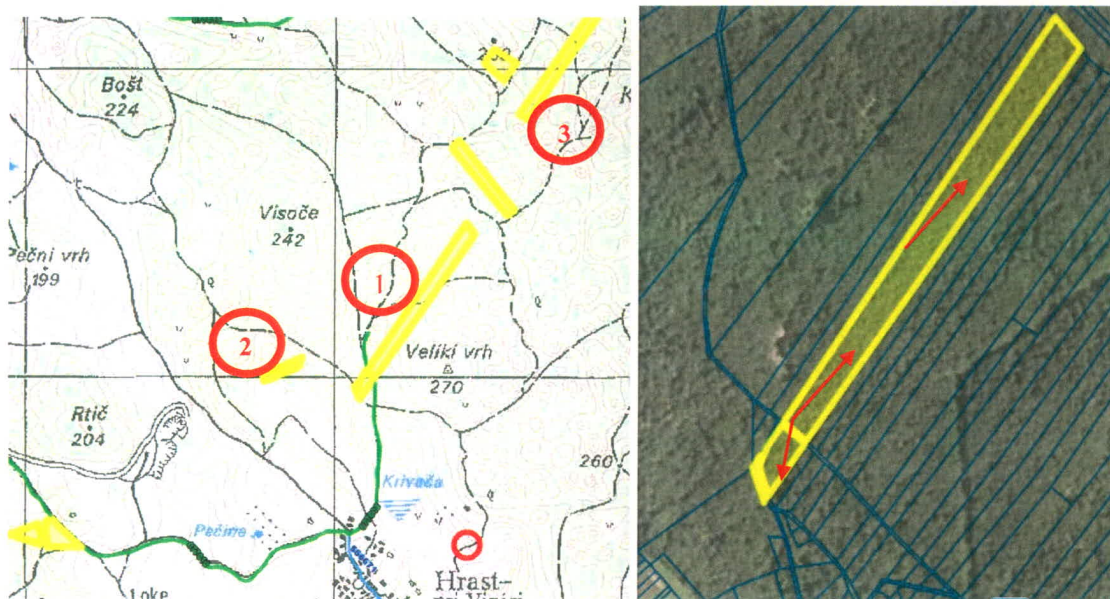 Bošt
224
3
K
Visoče
242
Pečni vrh
199
1
2
Veliki vrh
270
Rtič
204
260
Krivača
Pečine
Hrast–
Loke